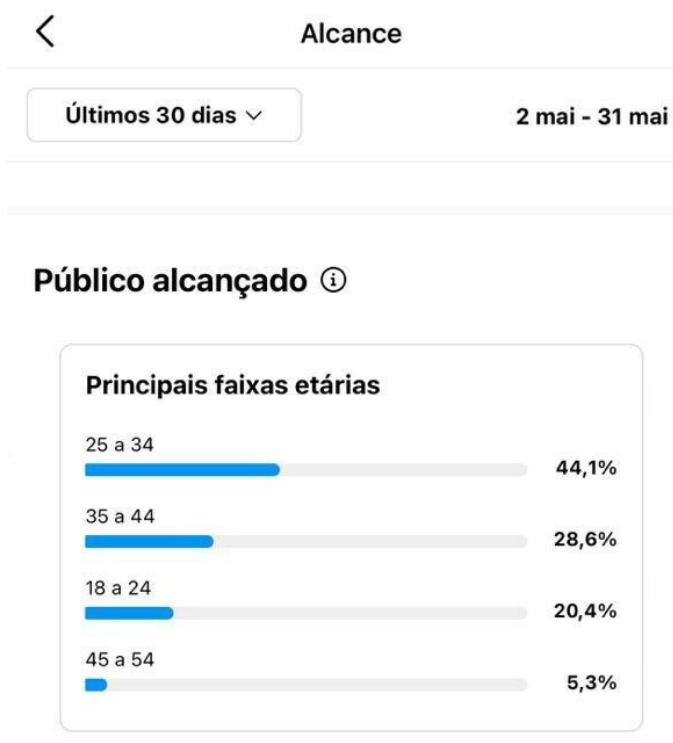 Alcance
Últimos 30 dias
2 mai - 31 mai
Público alcançado
Principais faixas etárias
25 a 34
44,1%
35 a 44
28,6%
18 a 24
20,4%
45 a 54
5,3%